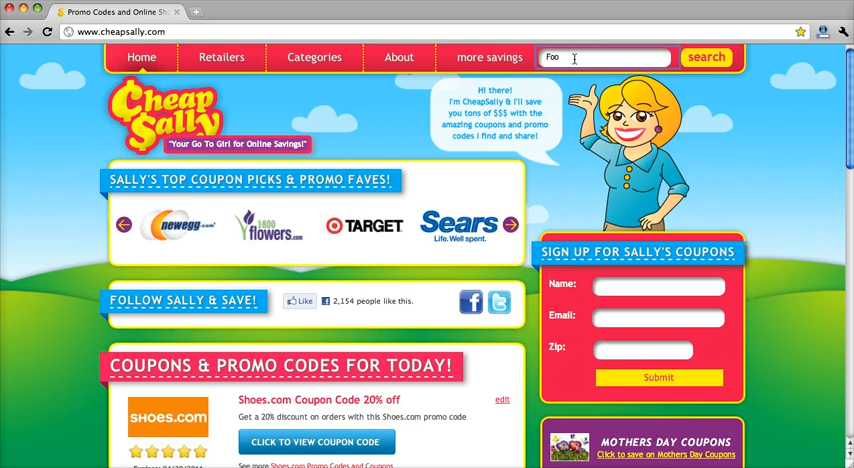 Promo Codes and Online Sh
www.cheapsally.com
Home
Retailers
Categories
About
more savings
Foo
search
Cheap
Sally
"Your Go To Girl for Online Savings!"
Hi there!
I'm CheapSally & I'll save
you tons of $$$ with the
amazing coupons and promo
codes I find and share!
SALLY'S TOP COUPON PICKS & PROMO FAVES!
newegg.com
1-800
flowers.com
TARGET
Sears
Life. Well spent.
SIGN UP FOR SALLY'S COUPONS
Name:
Email:
Zip:
Submit
FOLLOW SALLY & SAVE!
Like
2,154 people like this.
COUPONS & PROMO CODES FOR TODAY!
SHOES.COM
Shoes.com Coupon Code 20% off
edit
Get a 20% discount on orders with this Shoes.com promo code
CLICK TO VIEW COUPON CODE
See more Shoes.com Promo Codes and Coupons
MOTHERS DAY COUPONS
Click to save on Mothers Day Coupons